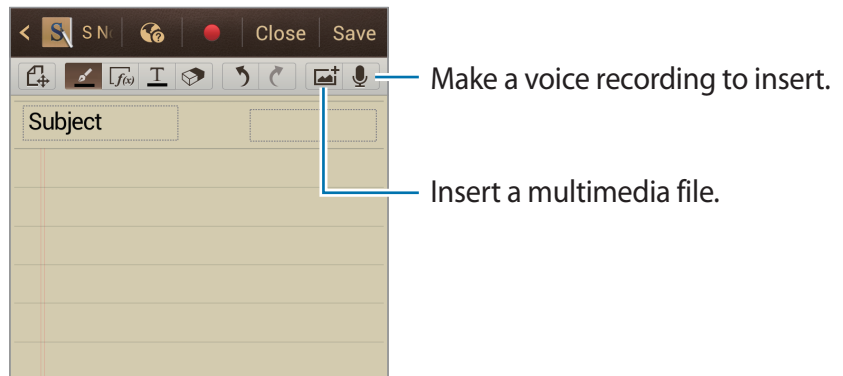 S N Close Save
f(x) T
Make a voice recording to insert.
Subject
Insert a multimedia file.